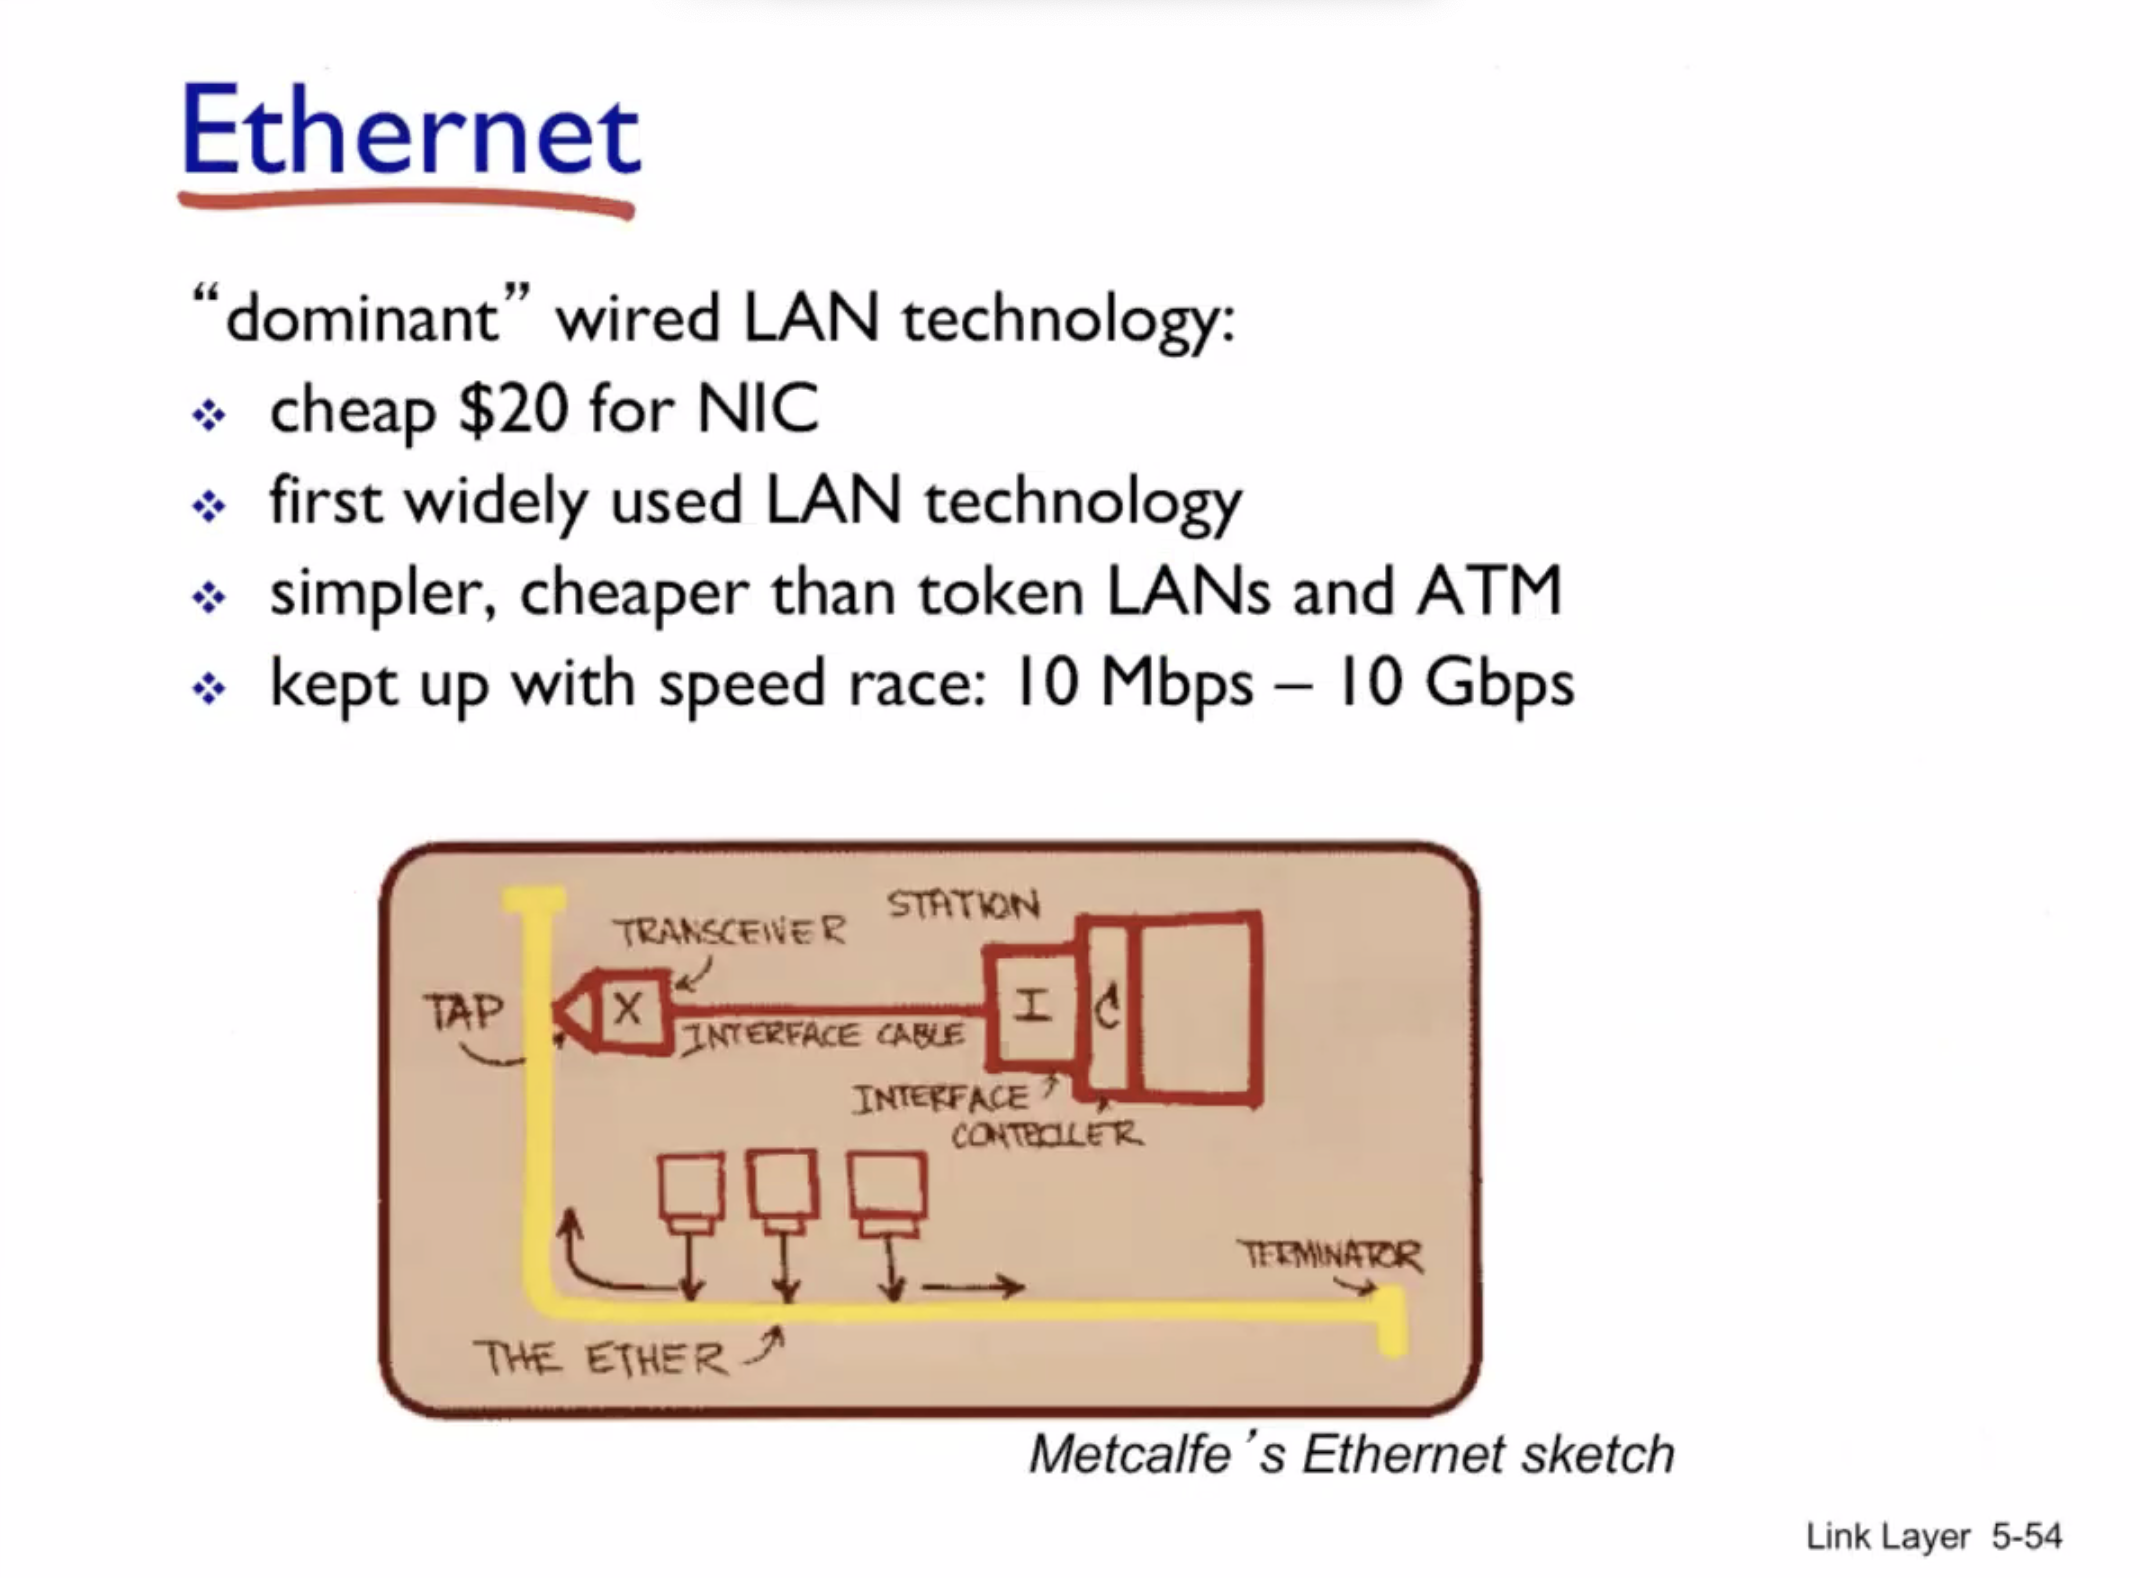 Ethernet
“dominant” wired LAN technology:
❖ cheap $20 for NIC
❖ first widely used LAN technology
❖ simpler, cheaper than token LANs and ATM
❖ kept up with speed race: 10 Mbps – 10 Gbps
STATION
TRANSCEIVER
TAP
X
I
C
INTERFACE CABLE
INTERFACE
CONTROLLER
TERMINATOR
THE ETHER
Metcalfe’s Ethernet sketch
Link Layer 5-54